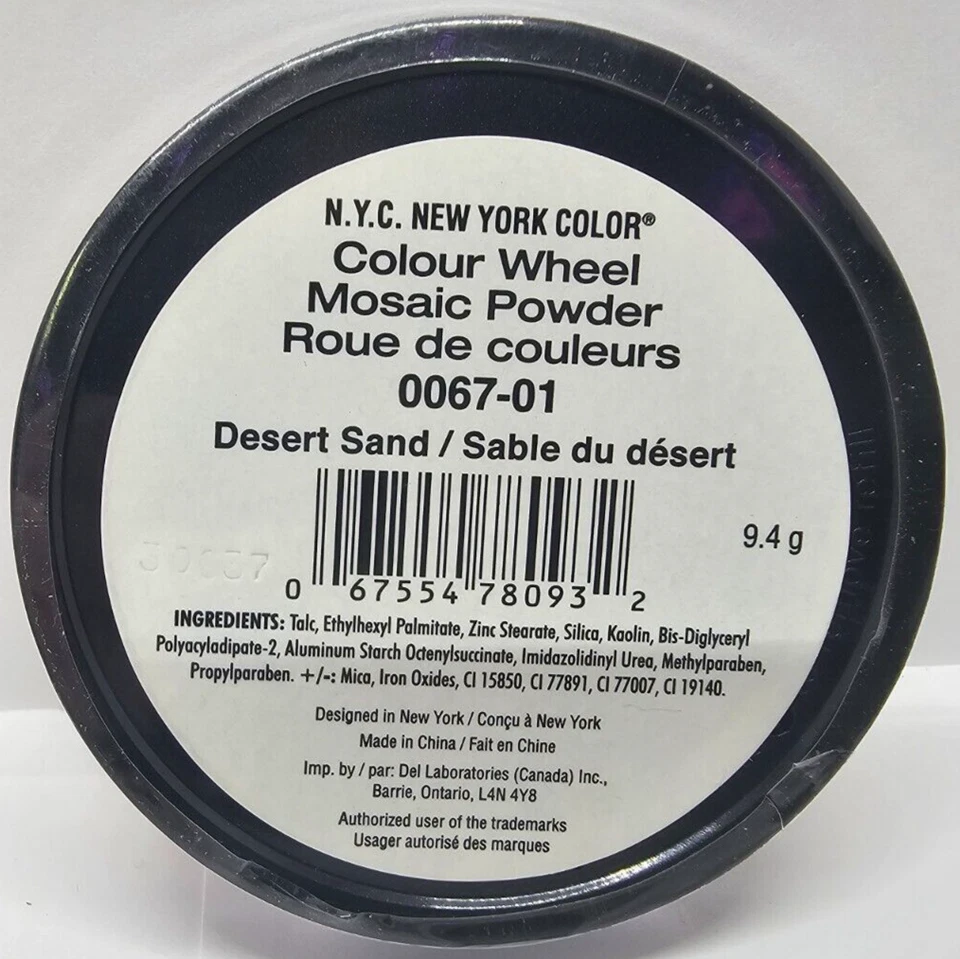 N.Y.C. NEW YORK COLOR®
Colour Wheel
Mosaic Powder
Roue de couleurs
0067-01
Desert Sand / Sable du désert
9.4 g
0 67554 78093 2
INGREDIENTS: Talc, Ethylhexyl Palmitate, Zinc Stearate, Silica, Kaolin, Bis-Diglyceryl
Polyacyladipate-2, Aluminum Starch Octenylsuccinate, Imidazolidinyl Urea, Methylparaben,
Propylparaben. +/-: Mica, Iron Oxides, CI 15850, CI 77891, CI 77007, CI 19140.
Designed in New York / Conçu à New York
Made in China / Fait en Chine
Imp. by / par: Del Laboratories (Canada) Inc.,
Barrie, Ontario, L4N 4Y8
Authorized user of the trademarks
Usager autorisé des marques